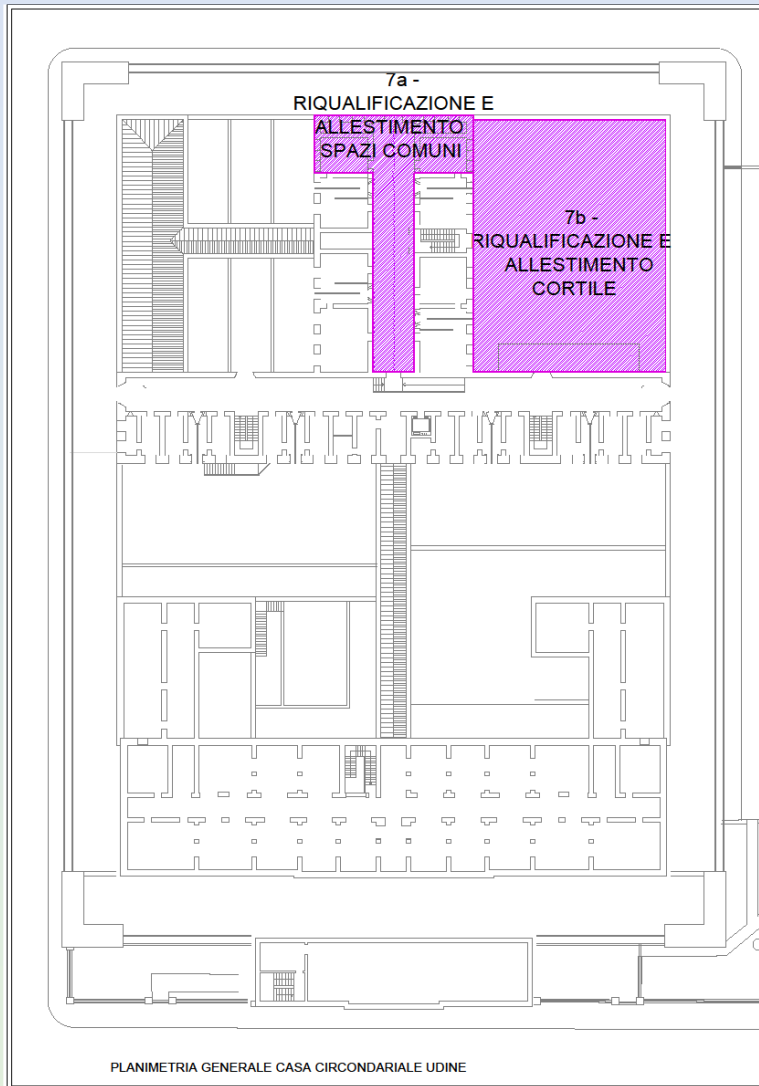 7a -
RIQUALIFICAZIONE E
ALLESTIMENTO
SPAZI COMUNI
7b -
RIQUALIFICAZIONE E
ALLESTIMENTO
CORTILE
PLANIMETRIA GENERALE CASA CIRCONDARIALE UDINE